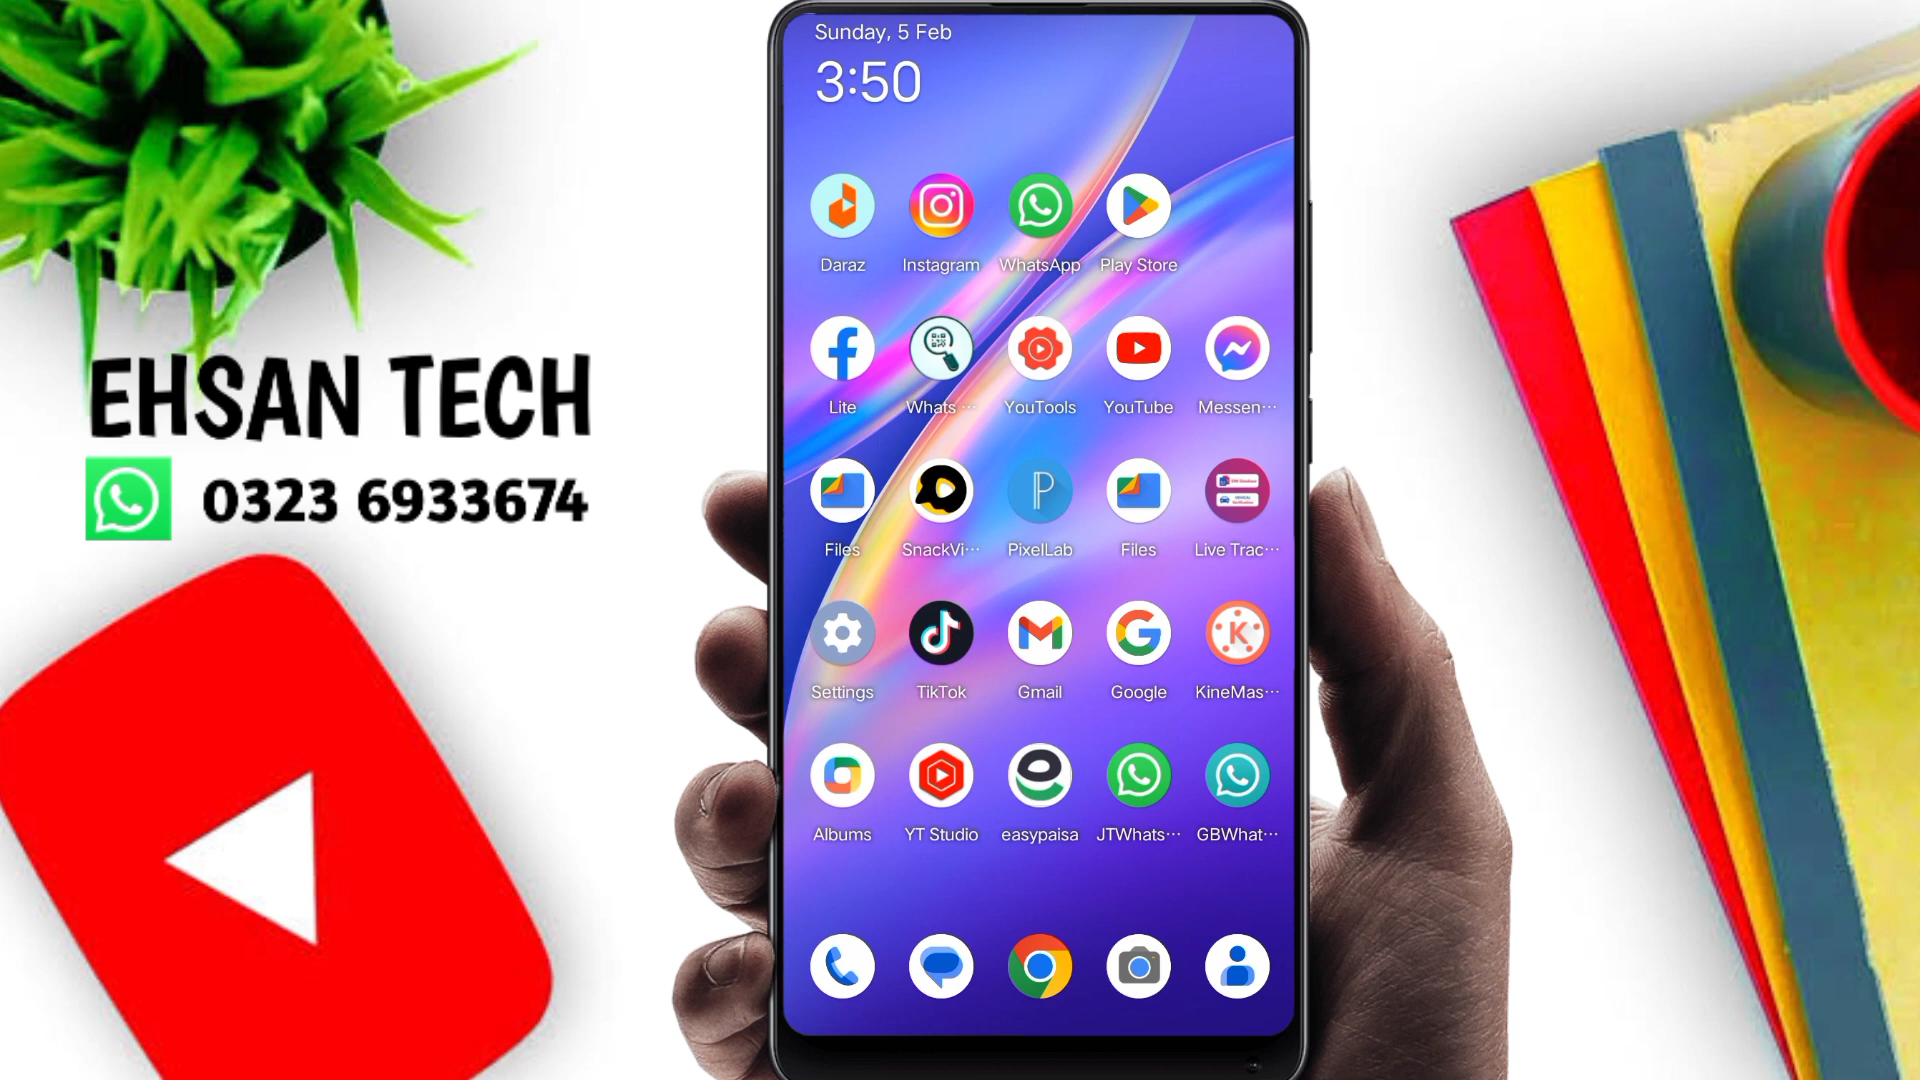 Sunday, 5 Feb
3:50
Daraz Instagram WhatsApp Play Store
Lite Whats ··· YouTools YouTube Messen···
EHSAN TECH
0323 6933674
Files SnackVi··· PixelLab Files Live Trac···
Settings TikTok Gmail Google KineMas···
Albums YT Studio easypaisa JTWhats··· GBWhat···